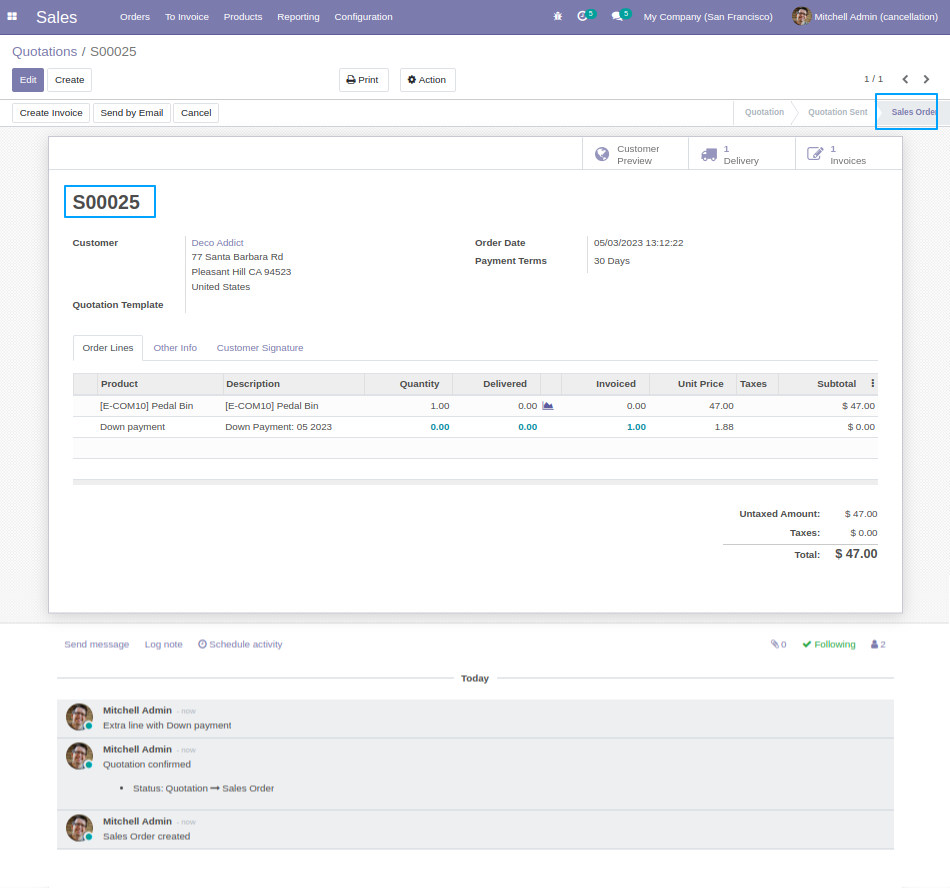 Sales Orders To Invoice Products Reporting Configuration 5 5 My Company (San Francisco) Mitchell Admin (cancellation)
Quotations / S00025
Edit Create Print Action 1 / 1
Create Invoice Send by Email Cancel Quotation Quotation Sent Sales Order
Customer Preview
1 Delivery
1 Invoices
S00025
Customer Deco Addict Order Date 05/03/2023 13:12:22
77 Santa Barbara Rd Payment Terms 30 Days
Pleasant Hill CA 94523
United States
Quotation Template
Order Lines Other Info Customer Signature
Product Description Quantity Delivered Invoiced Unit Price Taxes Subtotal
[E-COM10] Pedal Bin [E-COM10] Pedal Bin 1.00 0.00 0.00 47.00 $ 47.00
Down payment Down Payment: 05 2023 0.00 0.00 1.00 1.88 $ 0.00
Untaxed Amount: $ 47.00
Taxes: $ 0.00
Total: $ 47.00
Send message Log note Schedule activity 0 Following 2
Today
Mitchell Admin - now
Extra line with Down payment
Mitchell Admin - now
Quotation confirmed
• Status: Quotation ➞ Sales Order
Mitchell Admin - now
Sales Order created